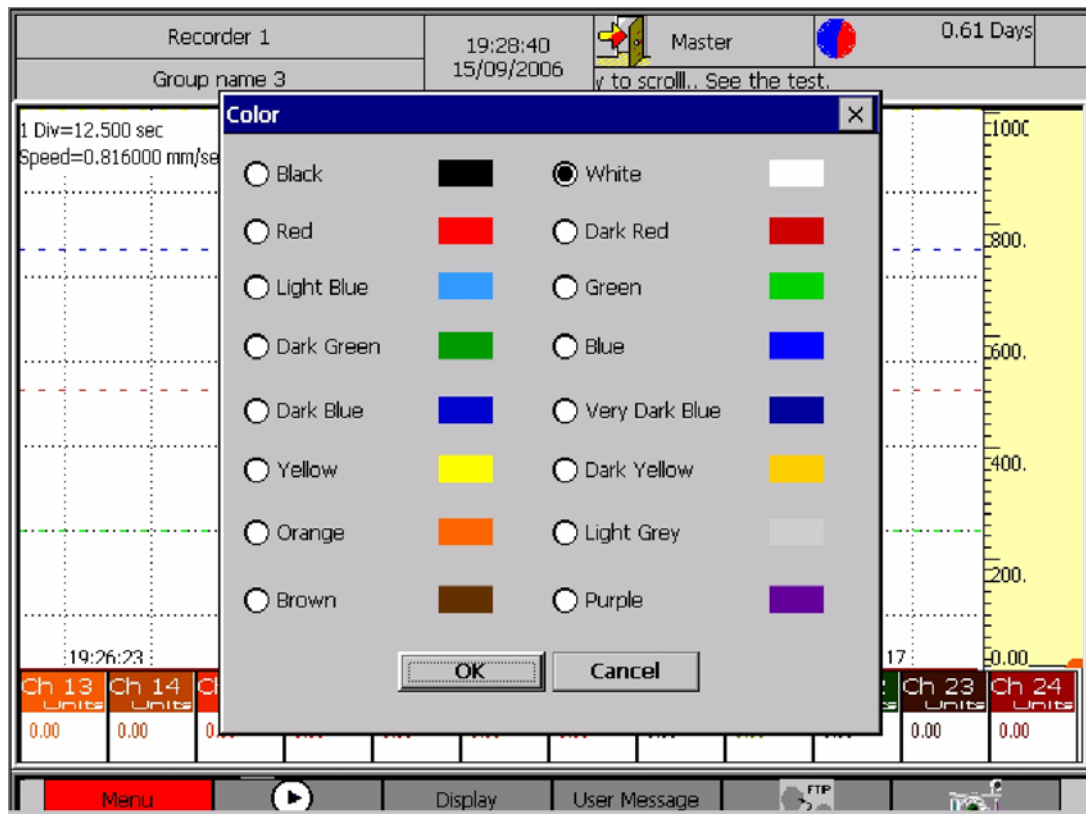 Recorder 1
19:28:40
15/09/2006
Master
0.61 Days
Group name 3
y to scrolll.. See the test.
Color
1 Div=12.500 sec
Speed=0.816000 mm/se
Black
White
Red
Dark Red
Light Blue
Green
Dark Green
Blue
Dark Blue
Very Dark Blue
Yellow
Dark Yellow
Orange
Light Grey
Brown
Purple
OK
Cancel
800.
600.
400.
200.
0.00
19:26:23
17
Ch 13
Units
0.00
Ch 14
Units
0.00
Ch 23
Units
0.00
Ch 24
Units
0.00
Menu
Display
User Message
FTP